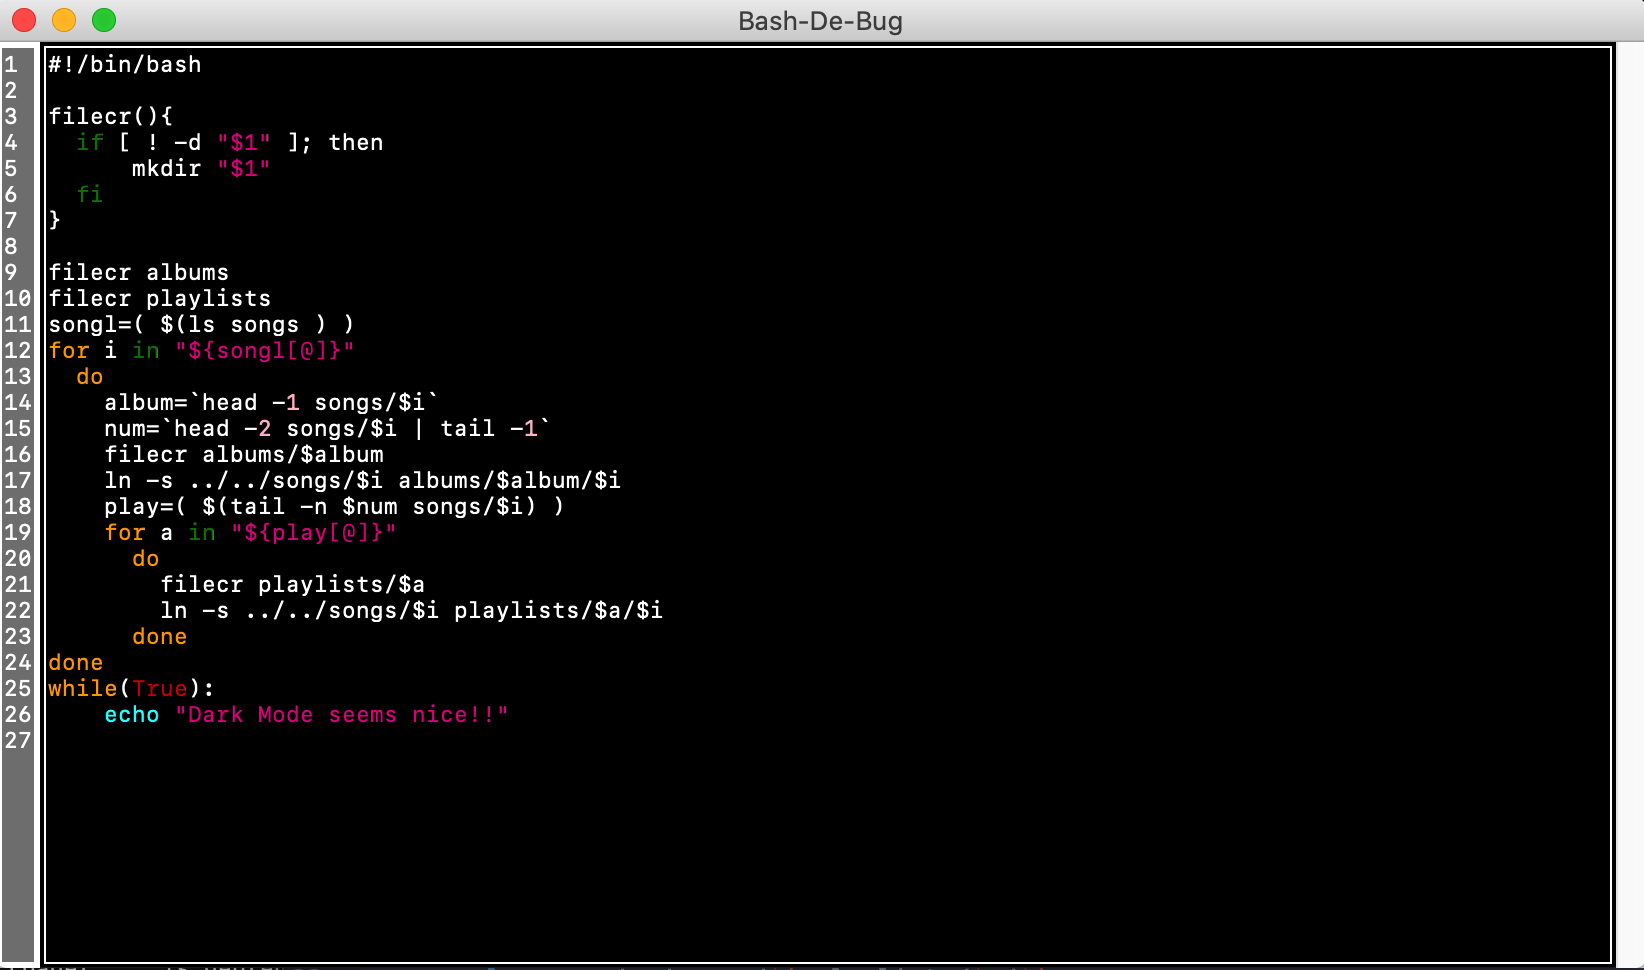 Bash-De-Bug
1 #!/bin/bash
2
3 filecr(){
4   if [ ! -d "$1" ]; then
5       mkdir "$1"
6   fi
7 }
8
9 filecr albums
10 filecr playlists
11 songl=( $(ls songs ) )
12 for i in "${songl[@]}"
13   do
14     album=`head -1 songs/$i`
15     num=`head -2 songs/$i | tail -1`
16     filecr albums/$album
17     ln -s ../../songs/$i albums/$album/$i
18     play=( $(tail -n $num songs/$i) )
19     for a in "${play[@]}"
20       do
21         filecr playlists/$a
22         ln -s ../../songs/$i playlists/$a/$i
23       done
24 done
25 while(True):
26     echo "Dark Mode seems nice!!"
27